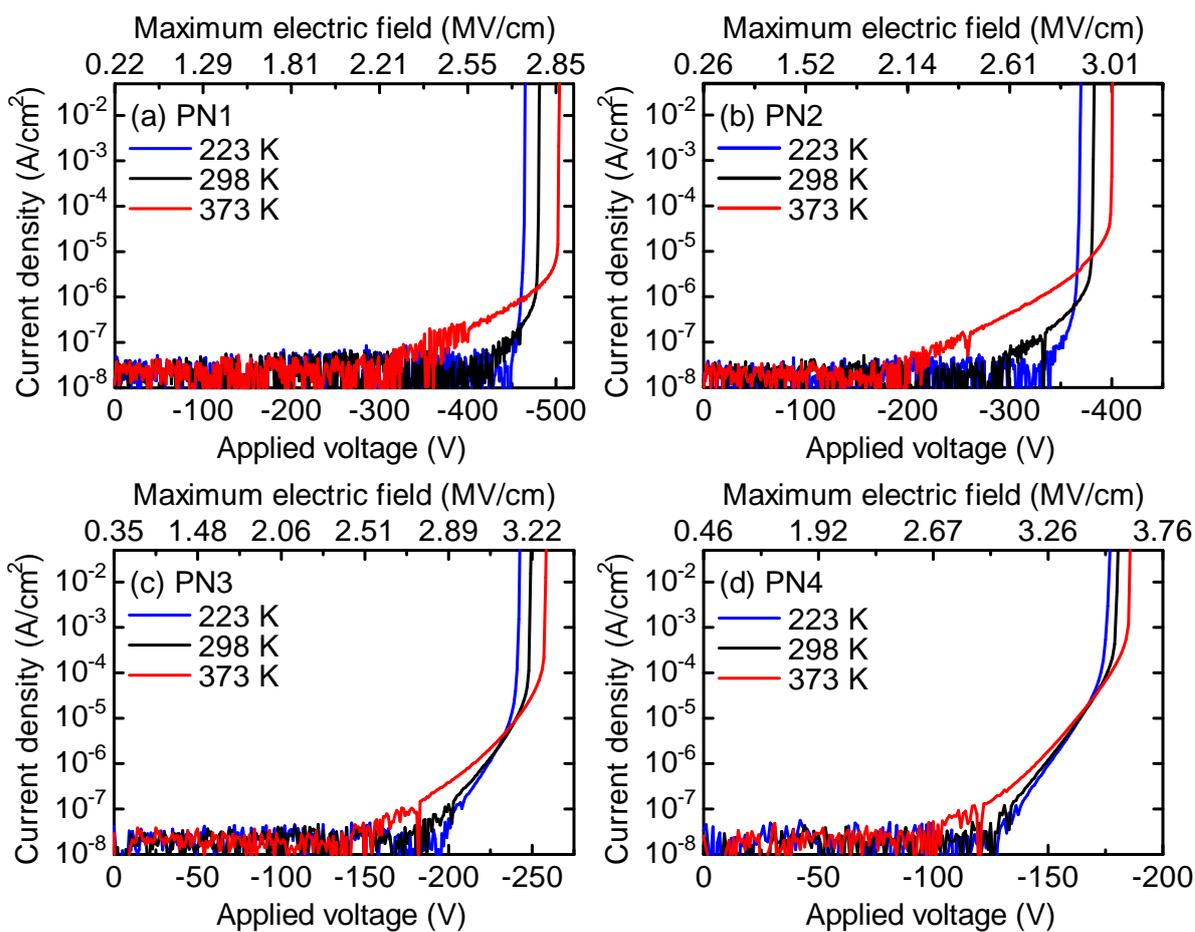 Maximum electric field (MV/cm)
0.22 1.29 1.81 2.21 2.55 2.85
Current density (A/cm²)
10⁻²
10⁻³
10⁻⁴
10⁻⁵
10⁻⁶
10⁻⁷
10⁻⁸
(a) PN1
223 K
298 K
373 K
0 -100 -200 -300 -400 -500
Applied voltage (V)
Maximum electric field (MV/cm)
0.26 1.52 2.14 2.61 3.01
Current density (A/cm²)
10⁻²
10⁻³
10⁻⁴
10⁻⁵
10⁻⁶
10⁻⁷
10⁻⁸
(b) PN2
223 K
298 K
373 K
0 -100 -200 -300 -400
Applied voltage (V)
Maximum electric field (MV/cm)
0.35 1.48 2.06 2.51 2.89 3.22
Current density (A/cm²)
10⁻²
10⁻³
10⁻⁴
10⁻⁵
10⁻⁶
10⁻⁷
10⁻⁸
(c) PN3
223 K
298 K
373 K
0 -50 -100 -150 -200 -250
Applied voltage (V)
Maximum electric field (MV/cm)
0.46 1.92 2.67 3.26 3.76
Current density (A/cm²)
10⁻²
10⁻³
10⁻⁴
10⁻⁵
10⁻⁶
10⁻⁷
10⁻⁸
(d) PN4
223 K
298 K
373 K
0 -50 -100 -150 -200
Applied voltage (V)